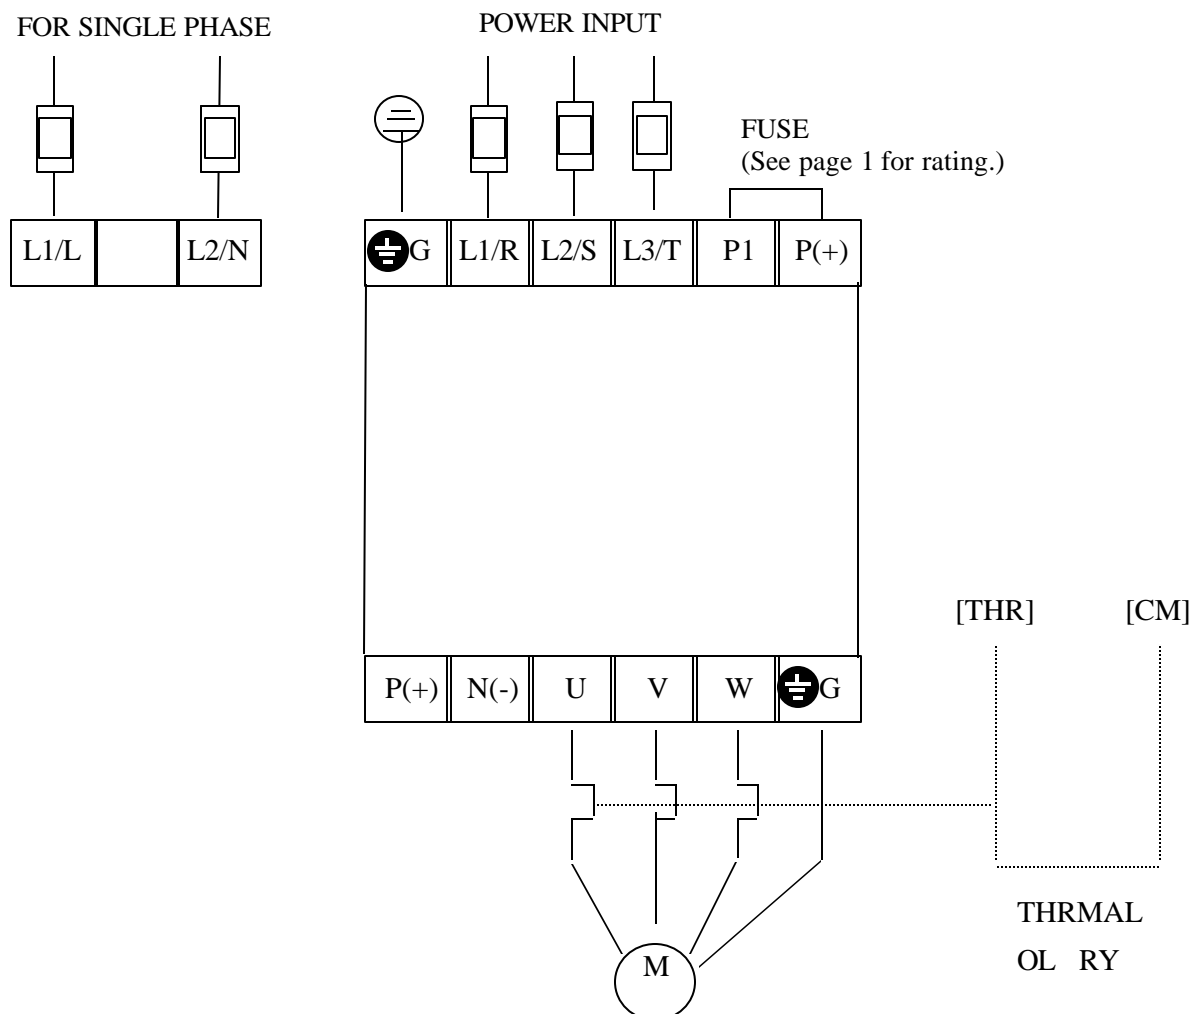 FOR SINGLE PHASE
POWER INPUT
FUSE
(See page 1 for rating.)
L1/L L2/N
G L1/R L2/S L3/T P1 P(+)
[THR] [CM]
P(+) N(-) U V W G
THRMAL
OL RY
M